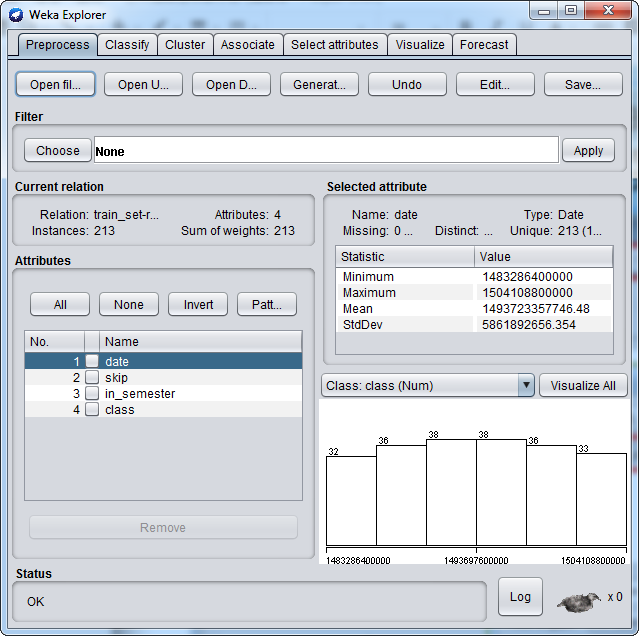 Weka Explorer
Preprocess Classify Cluster Associate Select attributes Visualize Forecast
Open fil... Open U... Open D... Generat... Undo Edit... Save...
Filter
Choose None Apply
Current relation
Relation: train_set-r... Attributes: 4
Instances: 213 Sum of weights: 213
Selected attribute
Name: date Type: Date
Missing: 0 ... Distinct: ... Unique: 213 (1...
Statistic Value
Minimum 1483286400000
Maximum 1504108800000
Mean 1493723357746.48
StdDev 5861892656.354
Attributes
All None Invert Patt...
No. Name
1 date
2 skip
3 in_semester
4 class
Remove
Class: class (Num) Visualize All
32 36 38 38 36 33
1483286400000 1493697600000 1504108800000
Status
OK
Log x 0